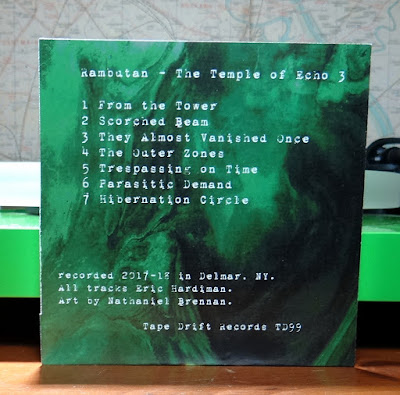 Rambutan - The Temple of Echo 3
1 From the Tower
2 Scorched Beam
3 They Almost Vanished Once
4 The Outer Zones
5 Trespassing on Time
6 Parasitic Demand
7 Hibernation Circle
recorded 2017-18 in Delmar, NY.
All tracks Eric Hardiman.
Art by Nathaniel Brennan.
Tape Drift Records TD99